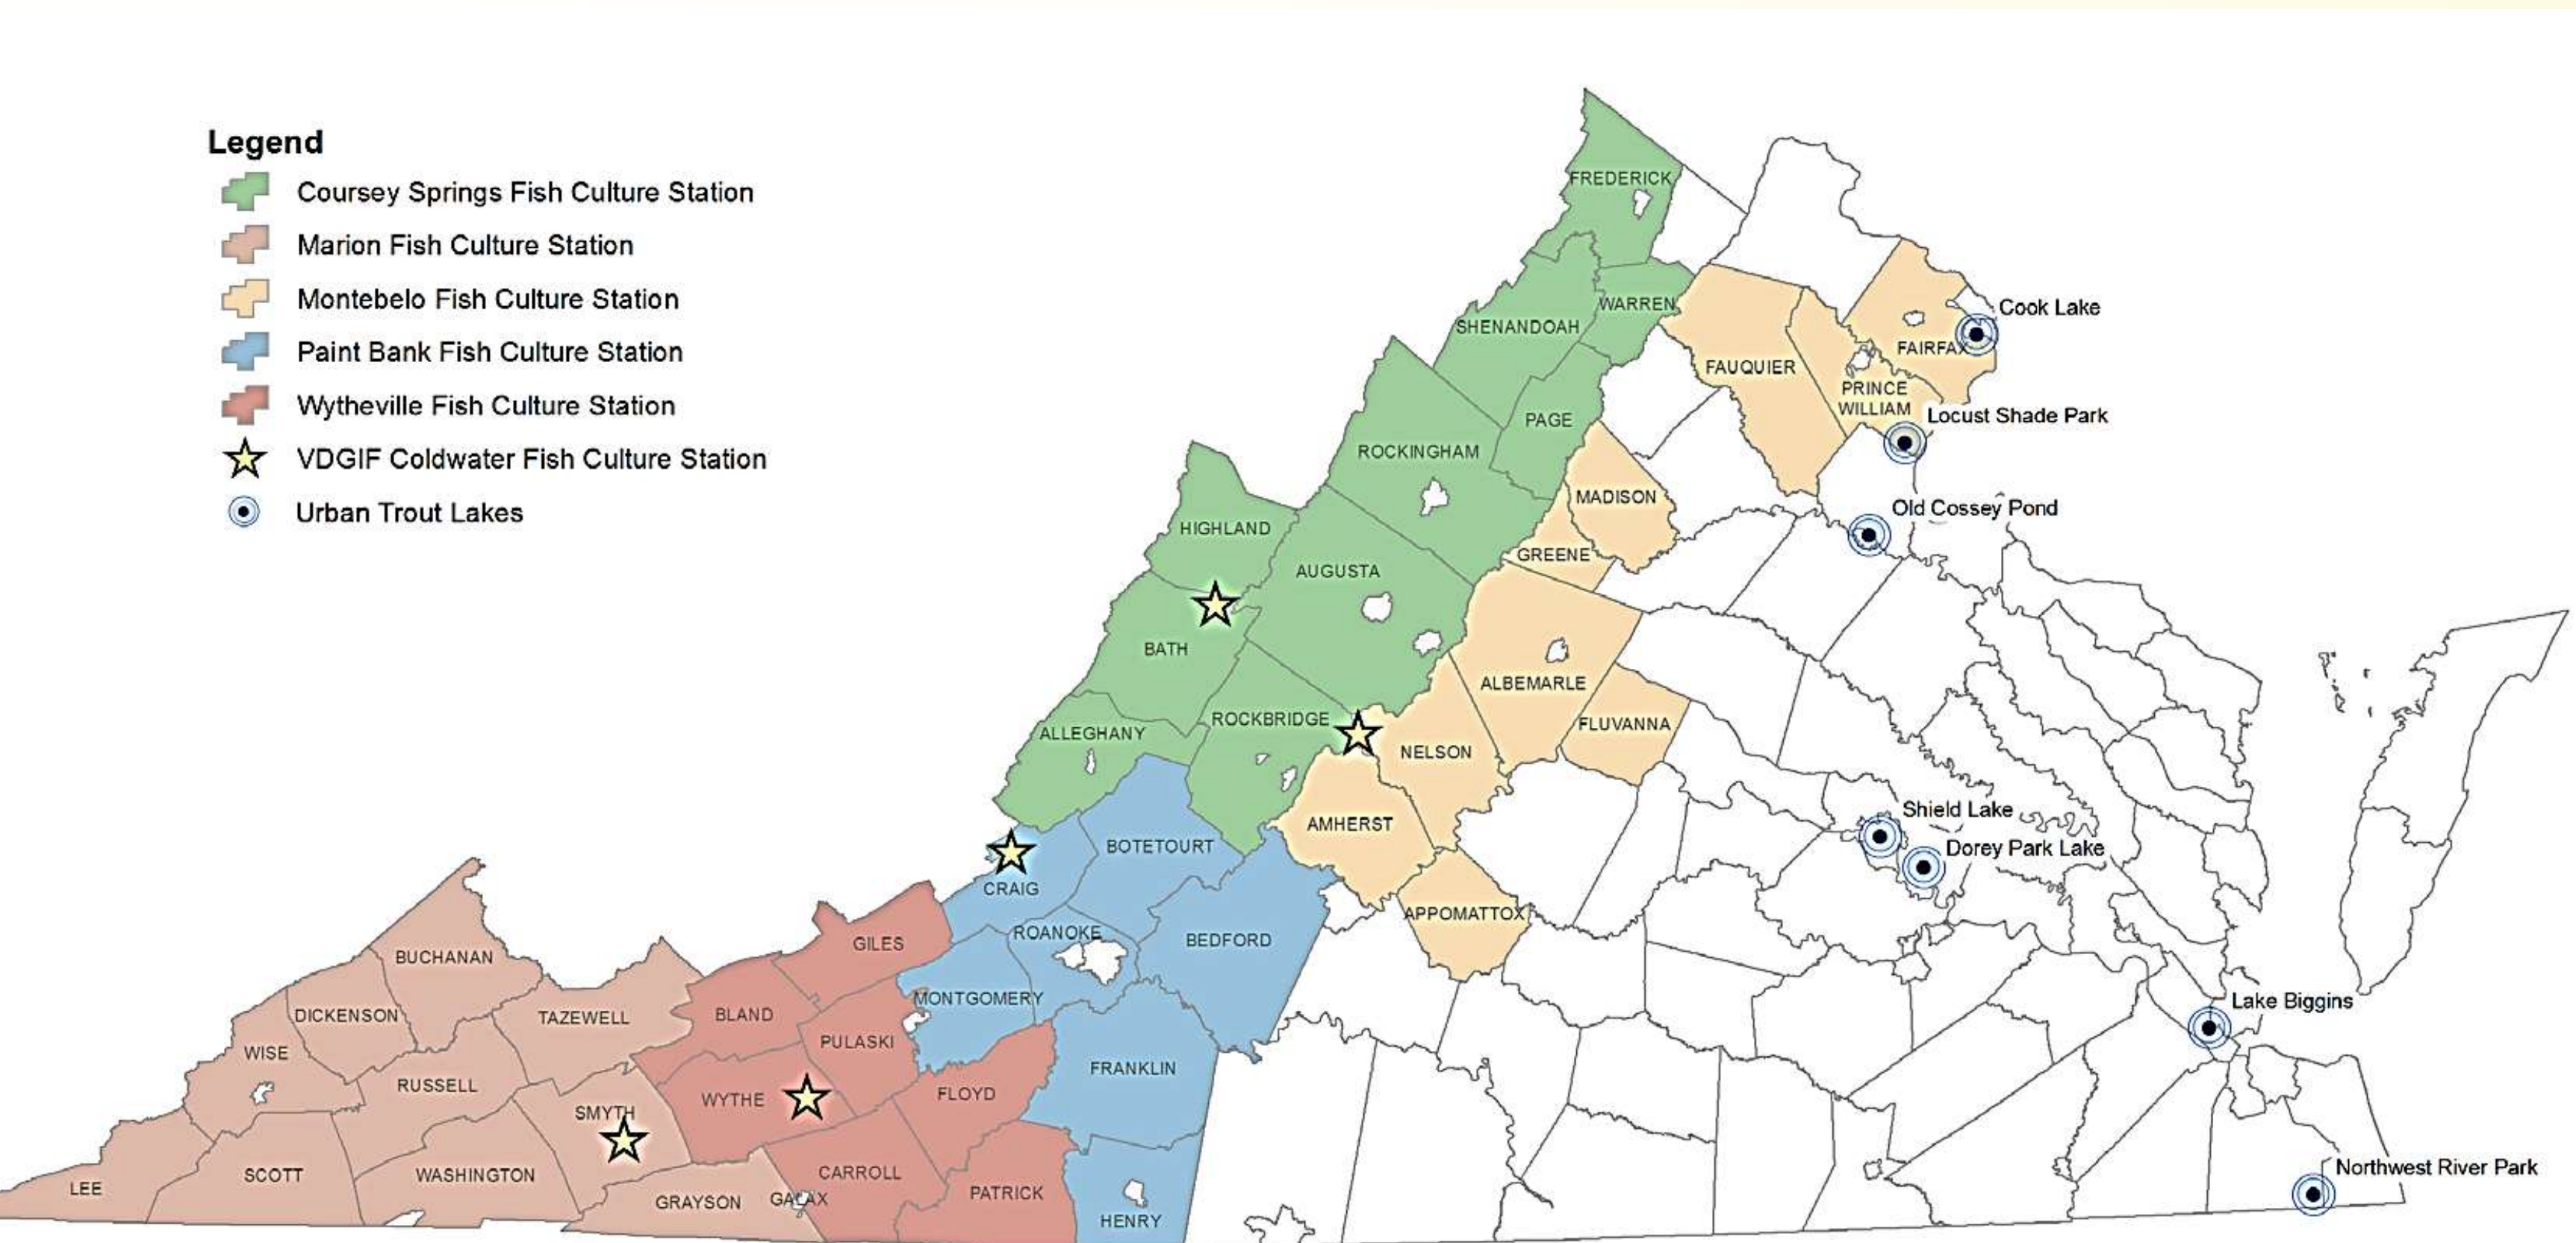 Legend
Coursey Springs Fish Culture Station
Marion Fish Culture Station
Montebelo Fish Culture Station
Paint Bank Fish Culture Station
Wytheville Fish Culture Station
VDGIF Coldwater Fish Culture Station
Urban Trout Lakes
FREDERICK
WARREN
SHENANDOAH
Cook Lake
FAIRFAX
FAUQUIER
PRINCE
WILLIAM
Locust Shade Park
PAGE
ROCKINGHAM
MADISON
Old Cossey Pond
HIGHLAND
GREENE
AUGUSTA
BATH
ALBEMARLE
ROCKBRIDGE
FLUVANNA
ALLEGHANY
NELSON
Shield Lake
AMHERST
BOTETOURT
Dorey Park Lake
CRAIG
APPOMATTOX
ROANOKE
BEDFORD
GILES
BUCHANAN
MONTGOMERY
Lake Biggins
DICKENSON
TAZEWELL
BLAND
PULASKI
WISE
FRANKLIN
RUSSELL
FLOYD
WYTHE
SMYTH
Northwest River Park
CARROLL
SCOTT
WASHINGTON
LEE
PATRICK
GRAYSON
GALAX
HENRY